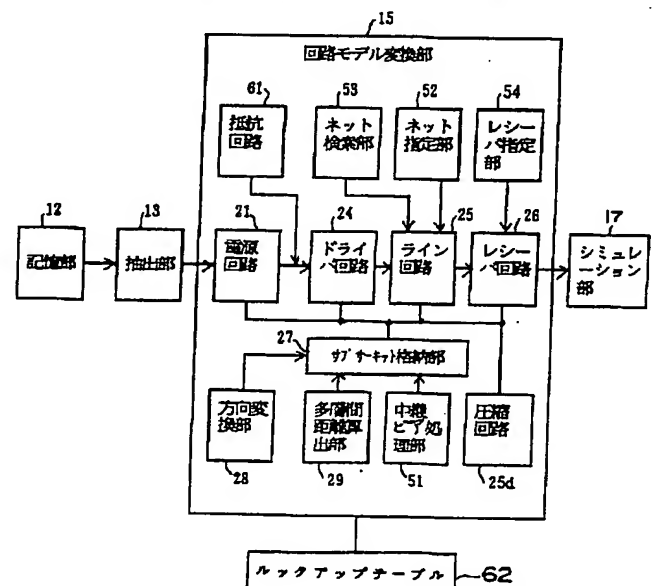 15
回路モデル変換部
61
53
52
54
抵抗
回路
ネット
検索部
ネット
指定部
レシー
バ指定
部
12
13
21
24
25
26
17
記憶部
抽出部
電源
回路
ドライ
バ回路
ライン
回路
レシー
バ回路
シミュレ
ーション
部
27
サブサーキット格納部
方向変
換部
多層間
距離算
出部
中継
ビア処
理部
圧縮
回路
28
29
51
25d
ルックアップテーブル
62